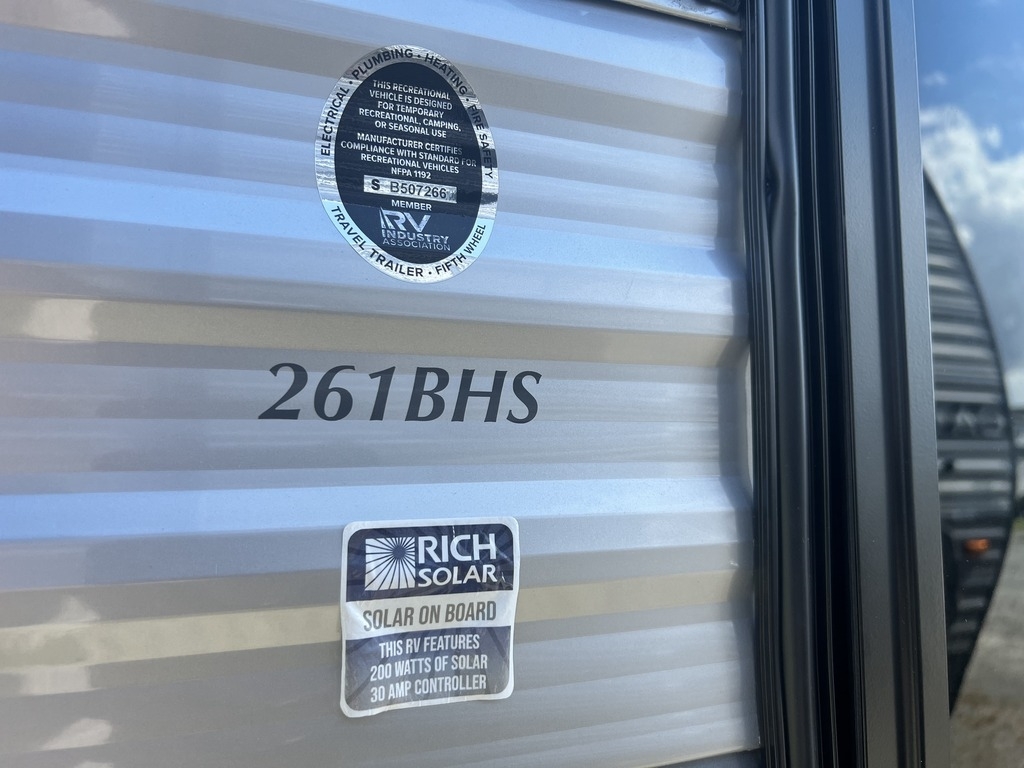 ELECTRICAL · PLUMBING · HEATING · FIRE SAFETY
THIS RECREATIONAL
VEHICLE IS DESIGNED
FOR TEMPORARY
RECREATIONAL, CAMPING,
OR SEASONAL USE
MANUFACTURER CERTIFIES
COMPLIANCE WITH STANDARD FOR
RECREATIONAL VEHICLES
NFPA 1192
S B507266
MEMBER
RV
INDUSTRY
ASSOCIATION
TRAVEL TRAILER · FIFTH WHEEL
261BHS
RICH
SOLAR
SOLAR ON BOARD
THIS RV FEATURES
200 WATTS OF SOLAR
30 AMP CONTROLLER